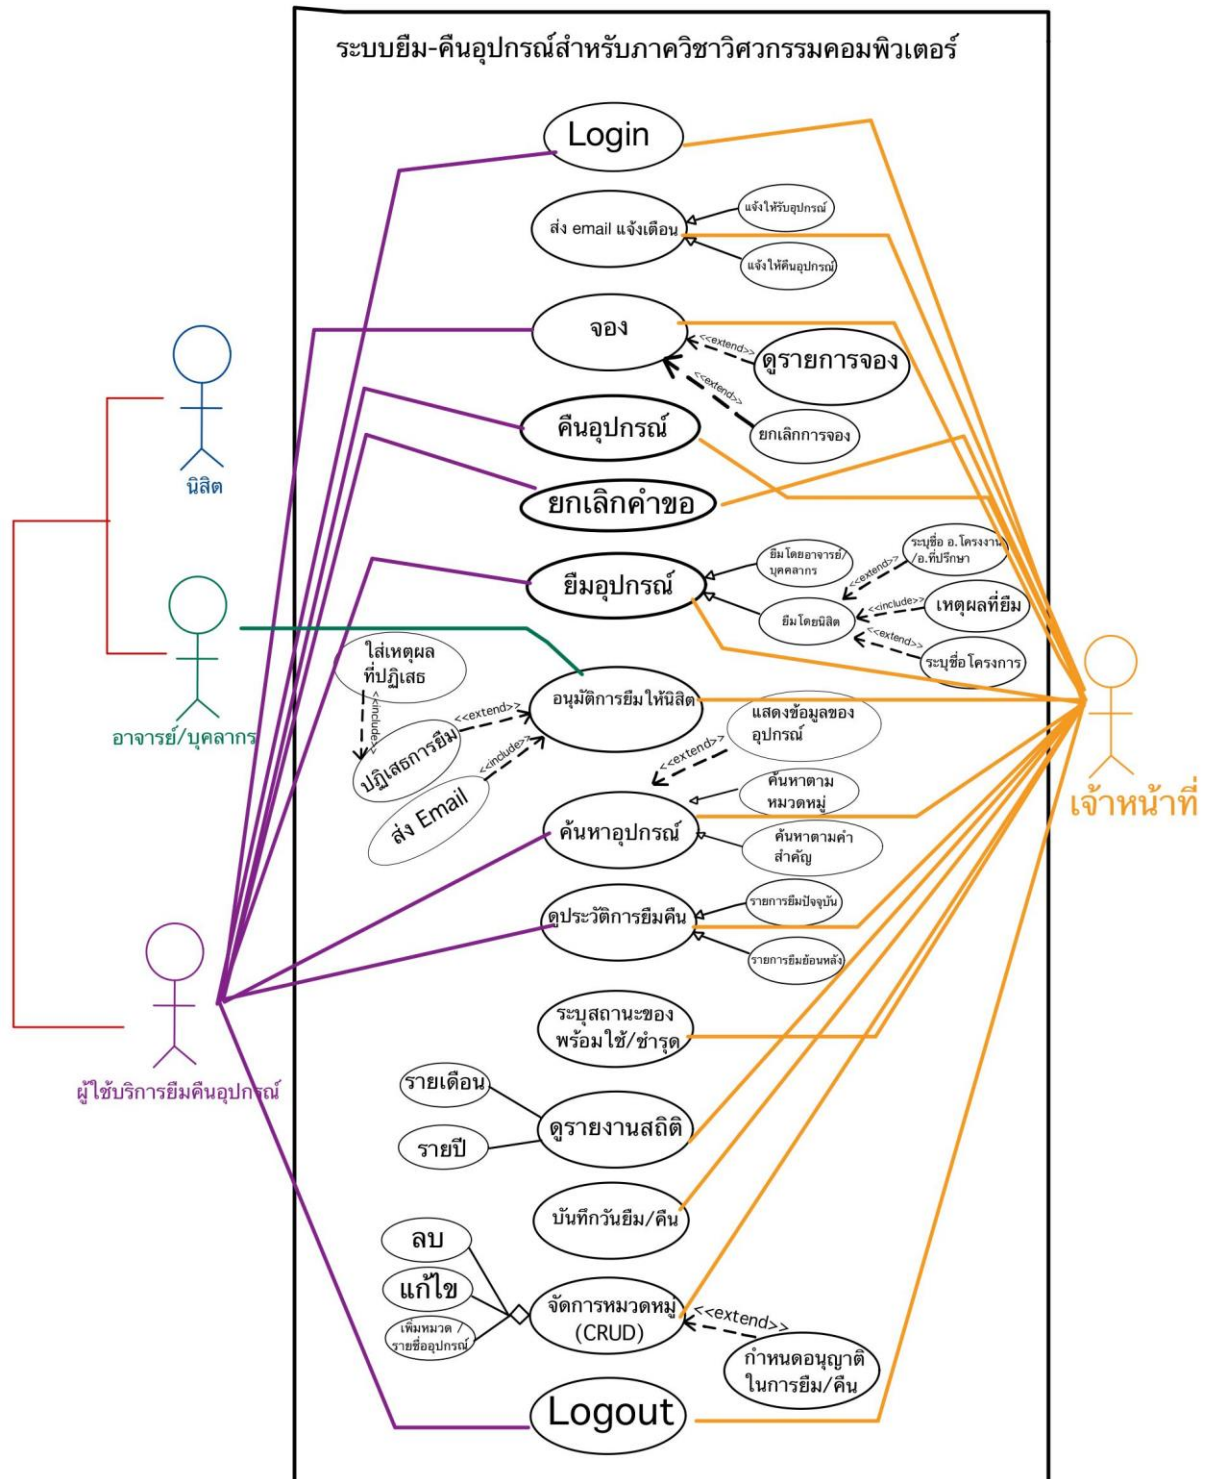 ระบบยืม-คืนอุปกรณ์สำหรับภาควิชาวิศวกรรมคอมพิวเตอร์
Login
ส่ง email แจ้งเตือน
แจ้งให้รับอุปกรณ์
แจ้งให้คืนอุปกรณ์
จอง
<<extend>>
ดูรายการจอง
<<extend>>
ยกเลิกการจอง
คืนอุปกรณ์
นิสิต
ยกเลิกคำขอ
ยืมอุปกรณ์
ยืมโดยอาจารย์/
บุคคลากร
ยืมโดยนิสิต
<<extend>>
ระบุชื่อ อ.โครงงาน
/อ.ที่ปรึกษา
<<include>>
เหตุผลที่ยืม
<<extend>>
ระบุชื่อโครงการ
อาจารย์/บุคลากร
ใส่เหตุผล
ที่ปฏิเสธ
<<include>>
ปฏิเสธการยืม
<<extend>>
อนุมัติการยืมให้นิสิต
<<include>>
ส่ง Email
แสดงข้อมูลของ
อุปกรณ์
<<extend>>
เจ้าหน้าที่
ค้นหาอุปกรณ์
ค้นหาตาม
หมวดหมู่
ค้นหาตามคำ
สำคัญ
ดูประวัติการยืมคืน
รายการยืมปัจจุบัน
รายการยืมย้อนหลัง
ผู้ใช้บริการยืมคืนอุปกรณ์
ระบุสถานะของ
พร้อมใช้/ชำรุด
รายเดือน
รายปี
ดูรายงานสถิติ
บันทึกวันยืม/คืน
ลบ
แก้ไข
เพิ่มหมวด /
รายชื่ออุปกรณ์
จัดการหมวดหมู่
(CRUD)
<<extend>>
กำหนดอนุญาติ
ในการยืม/คืน
Logout